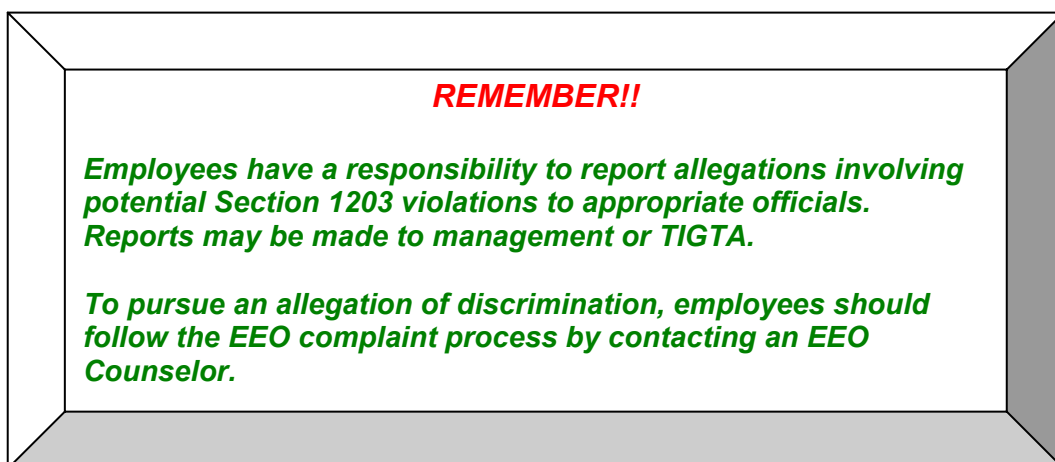 REMEMBER!!
Employees have a responsibility to report allegations involving
potential Section 1203 violations to appropriate officials.
Reports may be made to management or TIGTA.
To pursue an allegation of discrimination, employees should
follow the EEO complaint process by contacting an EEO
Counselor.